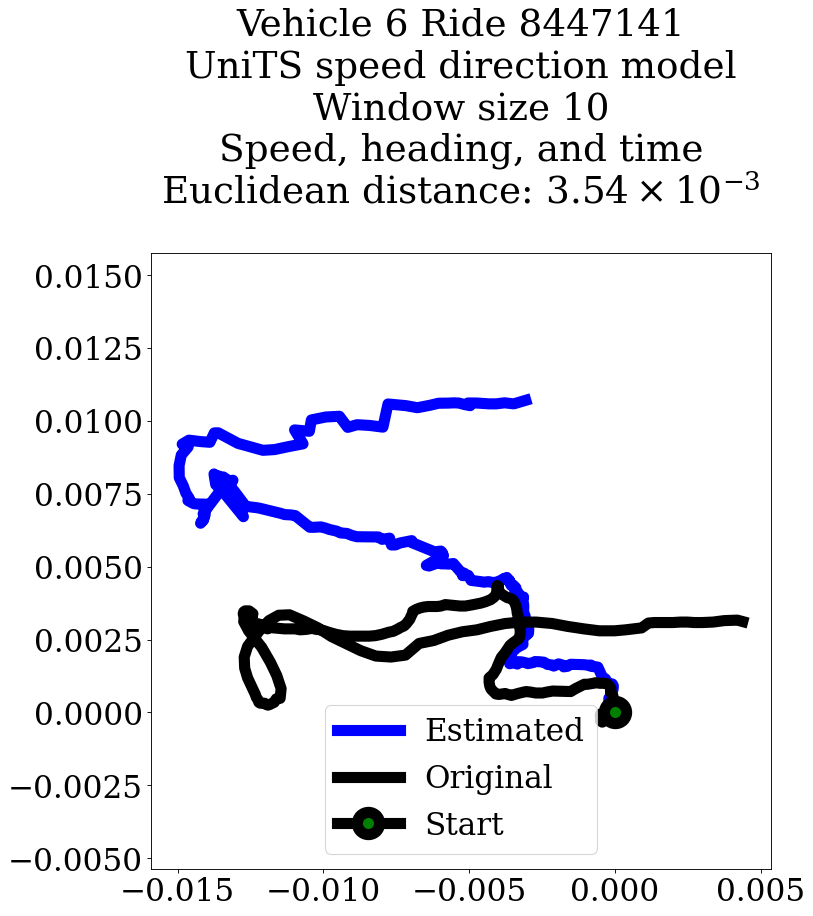 Vehicle 6 Ride 8447141
UniTS speed direction model
Window size 10
Speed, heading, and time
Euclidean distance: 3.54 × 10⁻³
0.0150
0.0125
0.0100
0.0075
0.0050
0.0025
0.0000
−0.0025
−0.0050
Estimated
Original
Start
−0.015 −0.010 −0.005 0.000 0.005